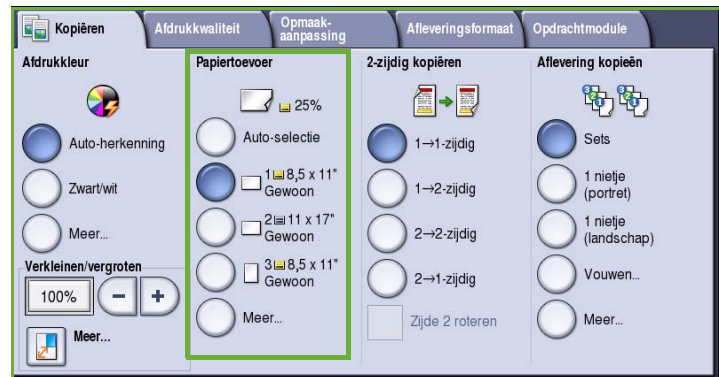 Kopiëren
Afdrukkwaliteit
Opmaak-
aanpassing
Afleveringsformaat
Opdrachtmodule
Afdrukkleur
Auto-herkenning
Zwart/wit
Meer...
Verkleinen/vergroten
100%
Meer...
Papiertoevoer
25%
Auto-selectie
1 8,5 x 11"
Gewoon
2 11 x 17"
Gewoon
3 8,5 x 11"
Gewoon
Meer...
2-zijdig kopiëren
1→1-zijdig
1→2-zijdig
2→2-zijdig
2→1-zijdig
Zijde 2 roteren
Aflevering kopieën
Sets
1 nietje
(portret)
1 nietje
(landschap)
Vouwen...
Meer...